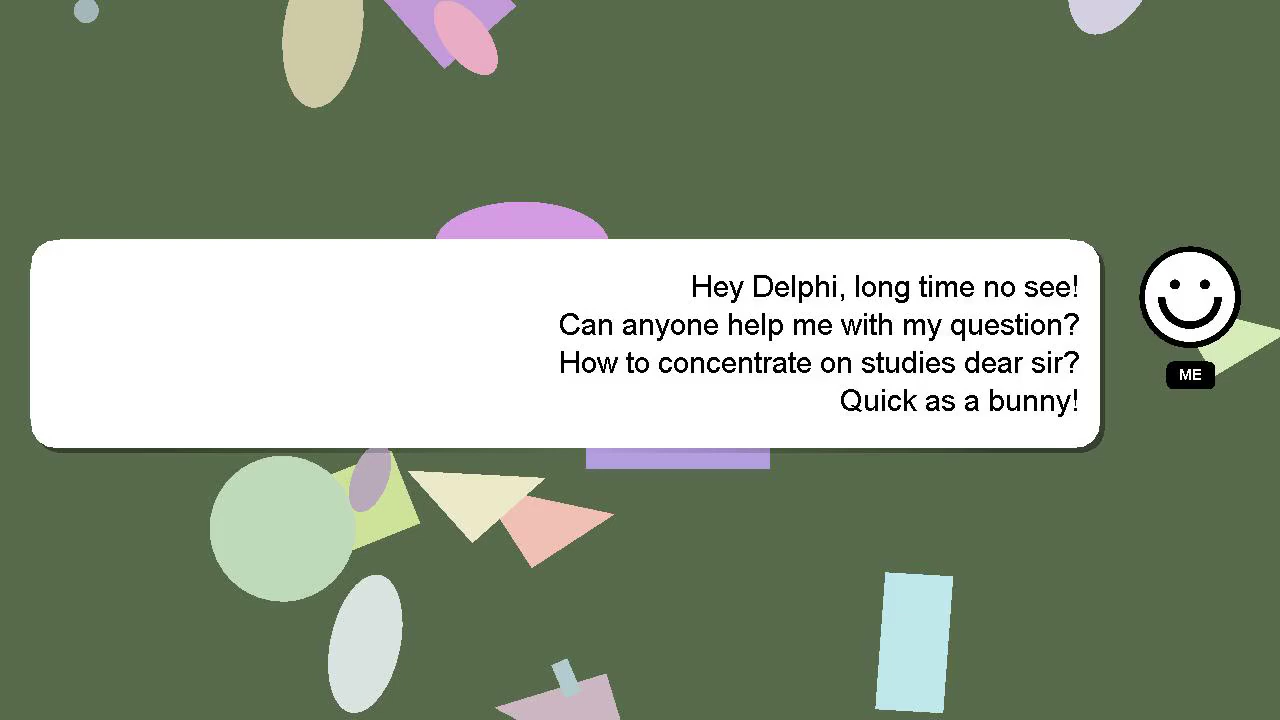 Hey Delphi, long time no see!
Can anyone help me with my question?
How to concentrate on studies dear sir?
Quick as a bunny!
ME